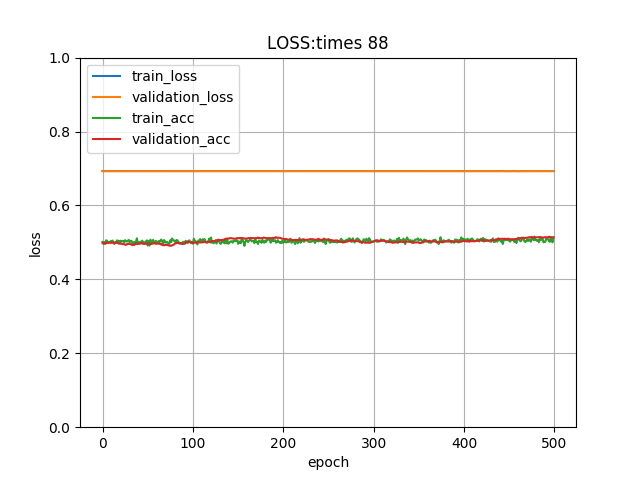 LOSS:times 88
1.0
0.8
0.6
0.4
0.2
0.0
loss
train_loss
validation_loss
train_acc
validation_acc
0 100 200 300 400 500
epoch